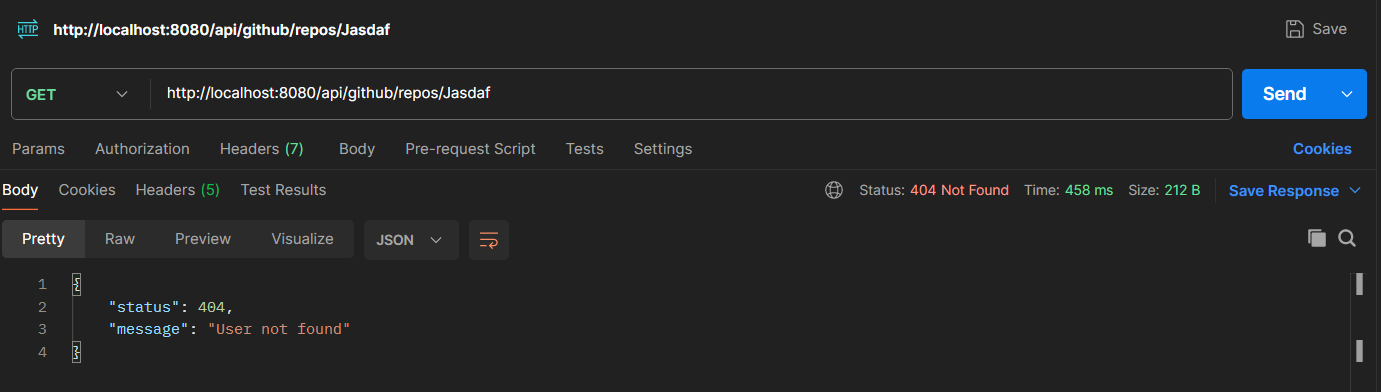 HTTP http://localhost:8080/api/github/repos/Jasdaf Save
GET http://localhost:8080/api/github/repos/Jasdaf Send
Params Authorization Headers (7) Body Pre-request Script Tests Settings Cookies
Body Cookies Headers (5) Test Results Status: 404 Not Found Time: 458 ms Size: 212 B Save Response
Pretty Raw Preview Visualize JSON
1 {
2 "status": 404,
3 "message": "User not found"
4 }